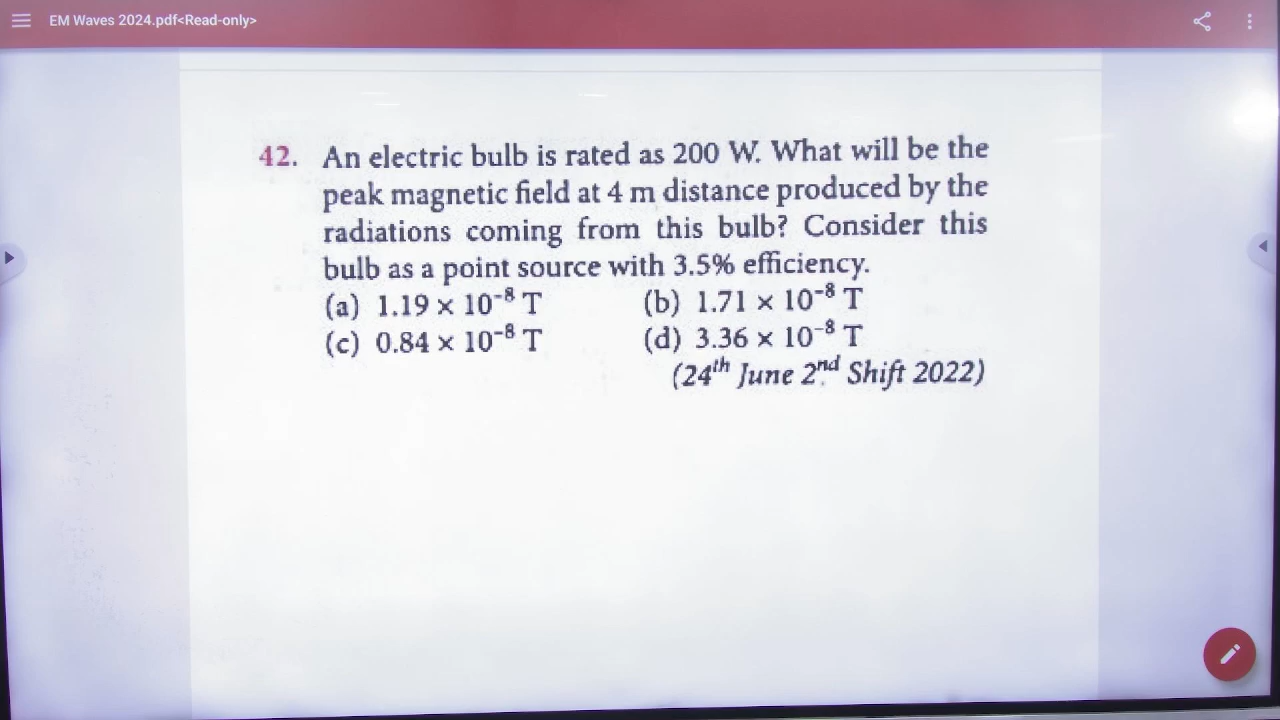 EM Waves 2024.pdf<Read-only>
42. An electric bulb is rated as 200 W. What will be the
peak magnetic field at 4 m distance produced by the
radiations coming from this bulb? Consider this
bulb as a point source with 3.5% efficiency.
(a) 1.19 × 10⁻⁸ T (b) 1.71 × 10⁻⁸ T
(c) 0.84 × 10⁻⁸ T (d) 3.36 × 10⁻⁸ T
(24th June 2nd Shift 2022)